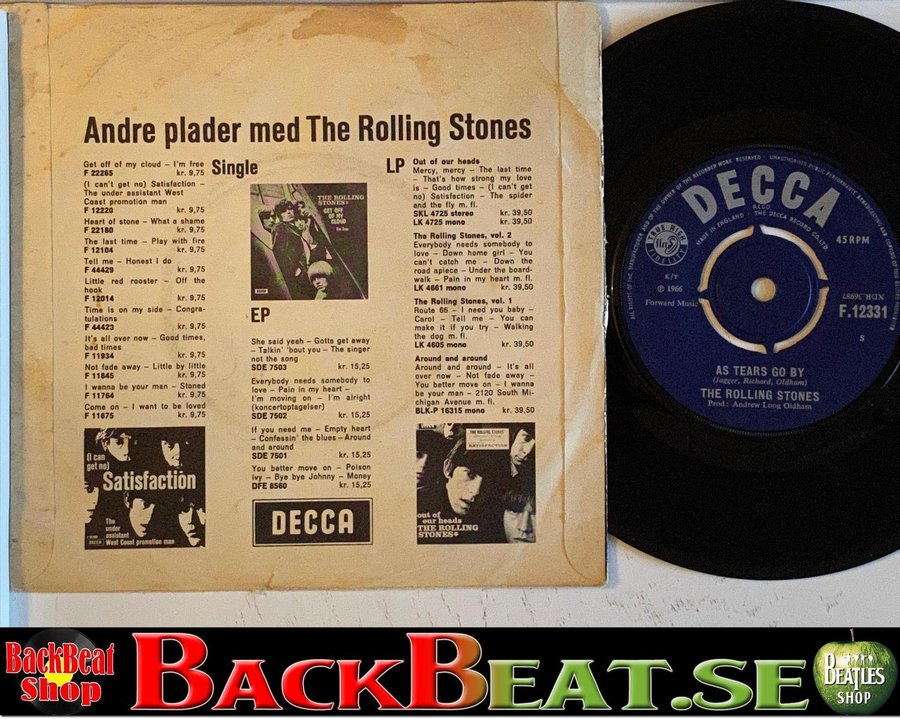 Andre plader med The Rolling Stones
Single
Get off of my cloud – I'm free
F 22265 kr. 9,75
(I can't get no) Satisfaction –
The under assistant West
Coast promotion man
F 12220 kr. 9,75
Heart of stone – What a shame
F 22180 kr. 9,75
The last time – Play with fire
F 12104 kr. 9,75
Tell me – Honest I do
F 44429 kr. 9,75
Little red rooster – Off the
hook
F 12014 kr. 9,75
Time is on my side – Congra-
tulations
F 44423 kr. 9,75
It's all over now – Good times,
bad times
F 11934 kr. 9,75
Not fade away – Little by little
F 11845 kr. 9,75
I wanna be your man – Stoned
F 11764 kr. 9,75
Come on – I want to be loved
F 11675 kr. 9,75
(I can
get no)
Satisfaction
The
under
assistant
West Coast promotion man
THE ROLLING
STONES
GET OFF
OF MY
CLOUD
EP
She said yeah – Gotta get away
– Talkin' 'bout you – The singer
not the song
SDE 7503 kr. 15,25
Everybody needs somebody to
love – Pain in my heart –
I'm moving on – I'm alright
(koncertoptagelser)
SDE 7502 kr. 15,25
If you need me – Empty heart
– Confessin' the blues – Around
and around
SDE 7501 kr. 15,25
You better move on – Poison
ivy – Bye bye Johnny – Money
DFE 8560 kr. 15,25
DECCA
LP
Out of our heads
Mercy, mercy – The last time
– That's how strong my love
is – Good times – (I can't get
no) Satisfaction – The spider
and the fly m. fl.
SKL 4725 stereo kr. 39,50
LK 4725 mono kr. 39,50
The Rolling Stones, vol. 2
Everybody needs somebody to
love – Down home girl – You
can't catch me – Down the
road apiece – Under the board-
walk – Pain in my heart m. fl.
LK 4661 mono kr. 39,50
The Rolling Stones, vol. 1
Route 66 – I need you baby –
Carol – Tell me – You can
make it if you try – Walking
the dog m. fl.
LK 4605 mono kr. 39,50
Around and around
Around and around – It's all
over now – Not fade away –
You better move on – I wanna
be your man – 2120 South Mi-
chigan Avenue m. fl.
BLK-P 16315 mono kr. 39,50
out of
our heads
THE ROLLING
STONES
DECCA
REGD
MADE IN ENGLAND · THE DECCA RECORD CO. LTD.
45 RPM
K/T
℗ 1966
Forward Music
XDR.36987
F.12331
S
AS TEARS GO BY
(Jagger, Richard, Oldham)
THE ROLLING STONES
Prod: Andrew Long Oldham
BackBeat
Shop
BACKBEAT.SE
BEATLES
SHOP